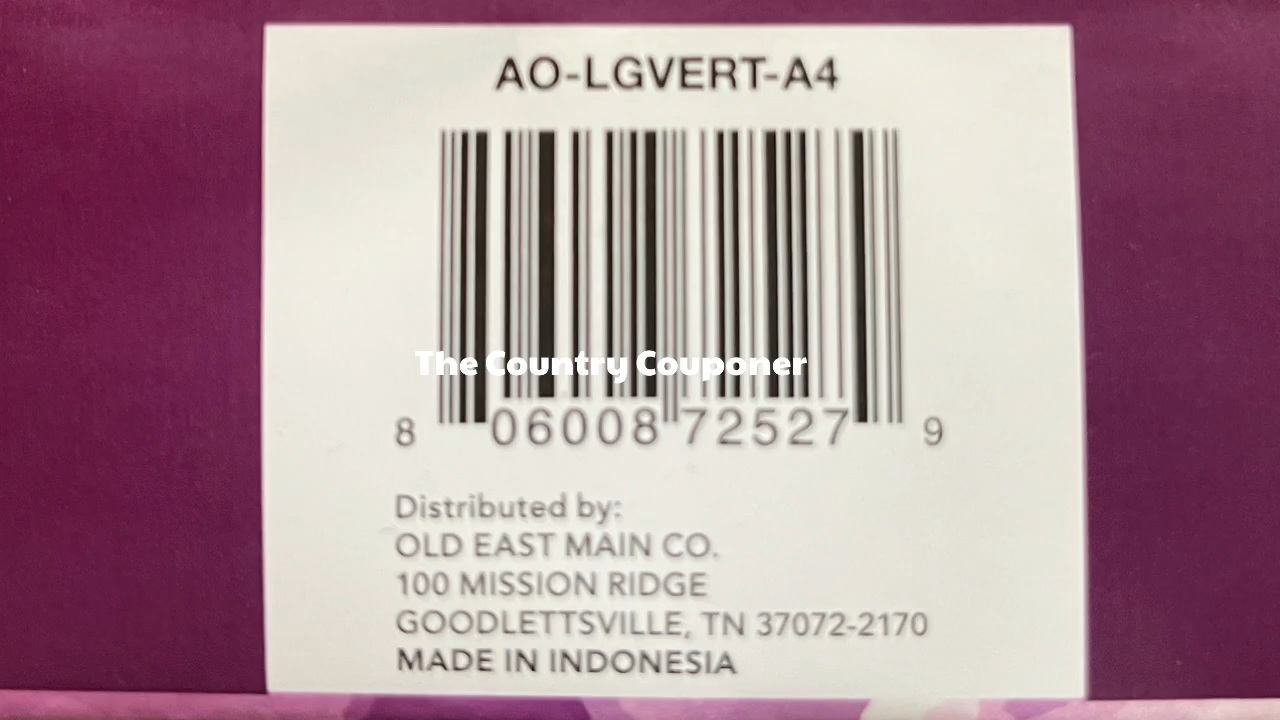 AO-LGVERT-A4
The Country Couponer
8 06008 72527 9
Distributed by:
OLD EAST MAIN CO.
100 MISSION RIDGE
GOODLETTSVILLE, TN 37072-2170
MADE IN INDONESIA